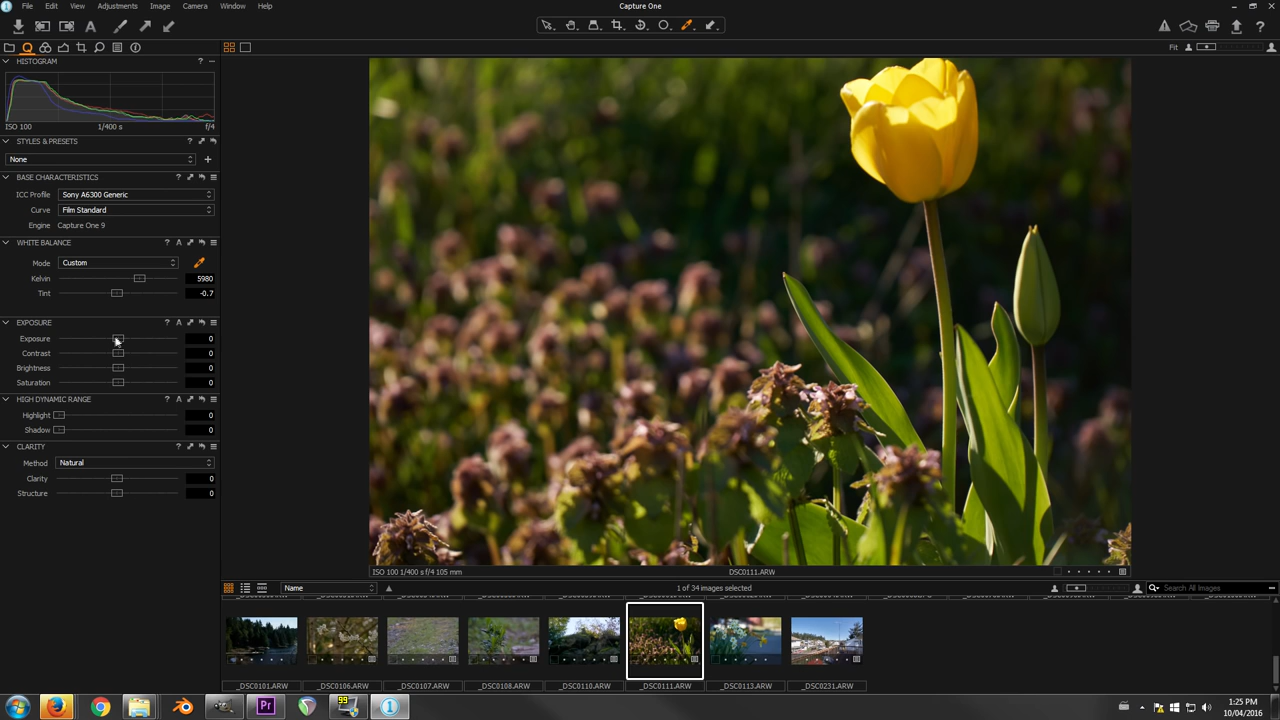 File Edit View Adjustments Image Camera Window Help
Capture One
Fit
HISTOGRAM
ISO 100 1/400 s f/4
STYLES & PRESETS
None
BASE CHARACTERISTICS
ICC Profile Sony A6300 Generic
Curve Film Standard
Engine Capture One 9
WHITE BALANCE
Mode Custom
Kelvin 5980
Tint -0.7
EXPOSURE
Exposure 0
Contrast 0
Brightness 0
Saturation 0
HIGH DYNAMIC RANGE
Highlight 0
Shadow 0
CLARITY
Method Natural
Clarity 0
Structure 0
ISO 100 1/400 s f/4 105 mm
DSC0111.ARW
Name
1 of 34 images selected
Search All Images
_DSC0101.ARW _DSC0106.ARW _DSC0107.ARW _DSC0108.ARW _DSC0110.ARW _DSC0111.ARW _DSC0113.ARW _DSC0231.ARW
Pr
99
1:25 PM
10/04/2016